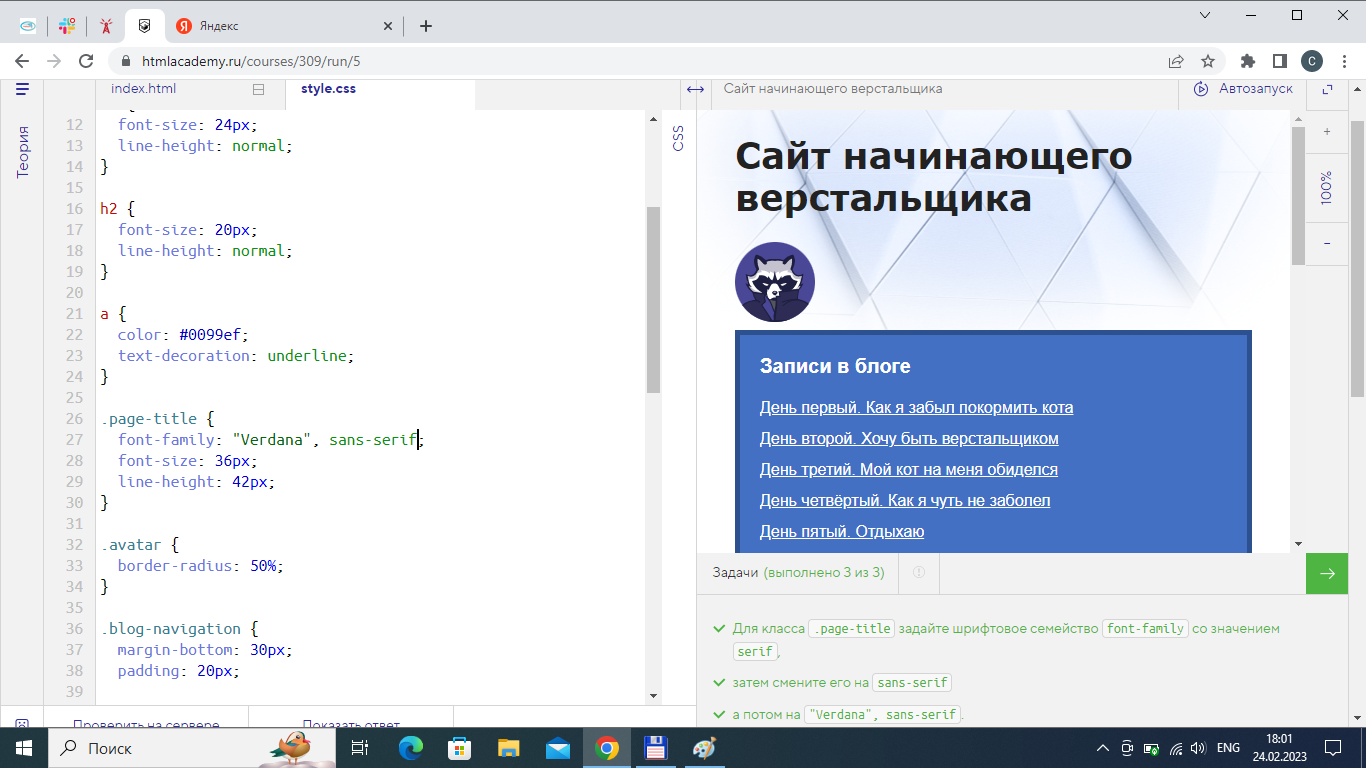 Яндекс
htmlacademy.ru/courses/309/run/5
C
index.html
style.css
Сайт начинающего верстальщика
Автозапуск
Теория
CSS
100%
12 font-size: 24px;
13 line-height: normal;
14 }
15
16 h2 {
17 font-size: 20px;
18 line-height: normal;
19 }
20
21 a {
22 color: #0099ef;
23 text-decoration: underline;
24 }
25
26 .page-title {
27 font-family: "Verdana", sans-serif;
28 font-size: 36px;
29 line-height: 42px;
30 }
31
32 .avatar {
33 border-radius: 50%;
34 }
35
36 .blog-navigation {
37 margin-bottom: 30px;
38 padding: 20px;
39
Проверить на сервере
Показать ответ
Сайт начинающего
верстальщика
Записи в блоге
День первый. Как я забыл покормить кота
День второй. Хочу быть верстальщиком
День третий. Мой кот на меня обиделся
День четвёртый. Как я чуть не заболел
День пятый. Отдыхаю
Задачи (выполнено 3 из 3)
Для класса .page-title задайте шрифтовое семейство font-family со значением
serif,
затем смените его на sans-serif
а потом на "Verdana", sans-serif.
Поиск
ENG
18:01
24.02.2023